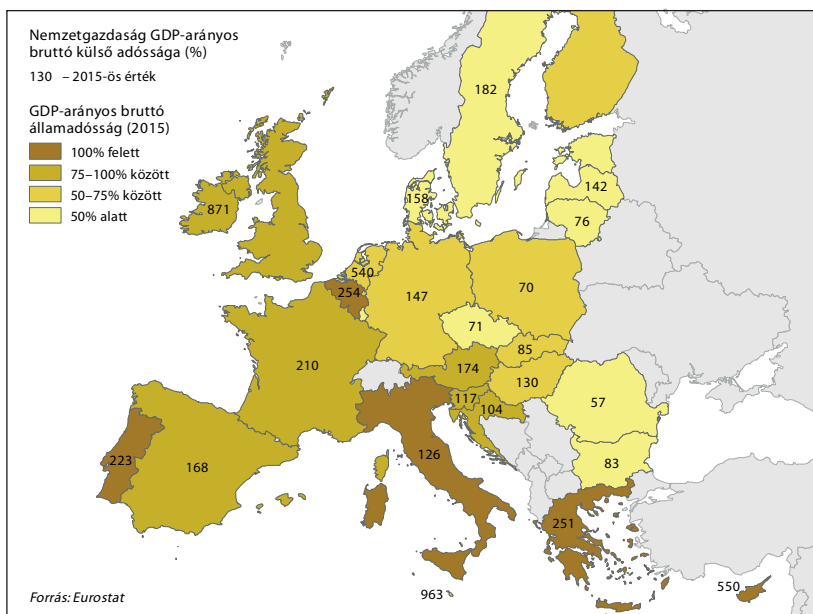 Nemzetgazdaság GDP-arányos
bruttó külső adóssága (%)
130 – 2015-ös érték
GDP-arányos bruttó
államadósság (2015)
100% felett
75–100% között
50–75% között
50% alatt
182
142
76
158
871
540
254
147
70
71
85
174
130
210
117
104
57
83
126
223
168
251
963
550
Forrás: Eurostat